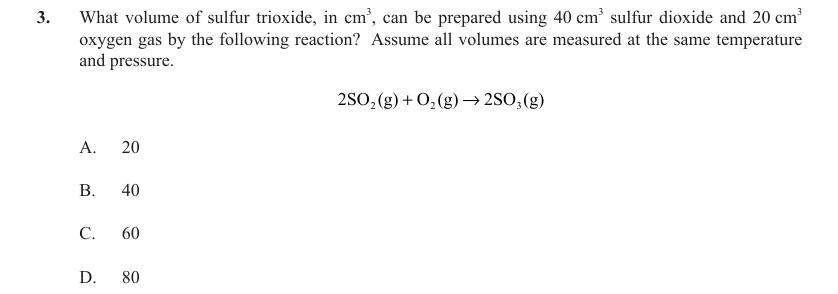 3. What volume of sulfur trioxide, in cm³, can be prepared using 40 cm³ sulfur dioxide and 20 cm³
oxygen gas by the following reaction? Assume all volumes are measured at the same temperature
and pressure.
2SO₂(g) + O₂(g) → 2SO₃(g)
A. 20
B. 40
C. 60
D. 80